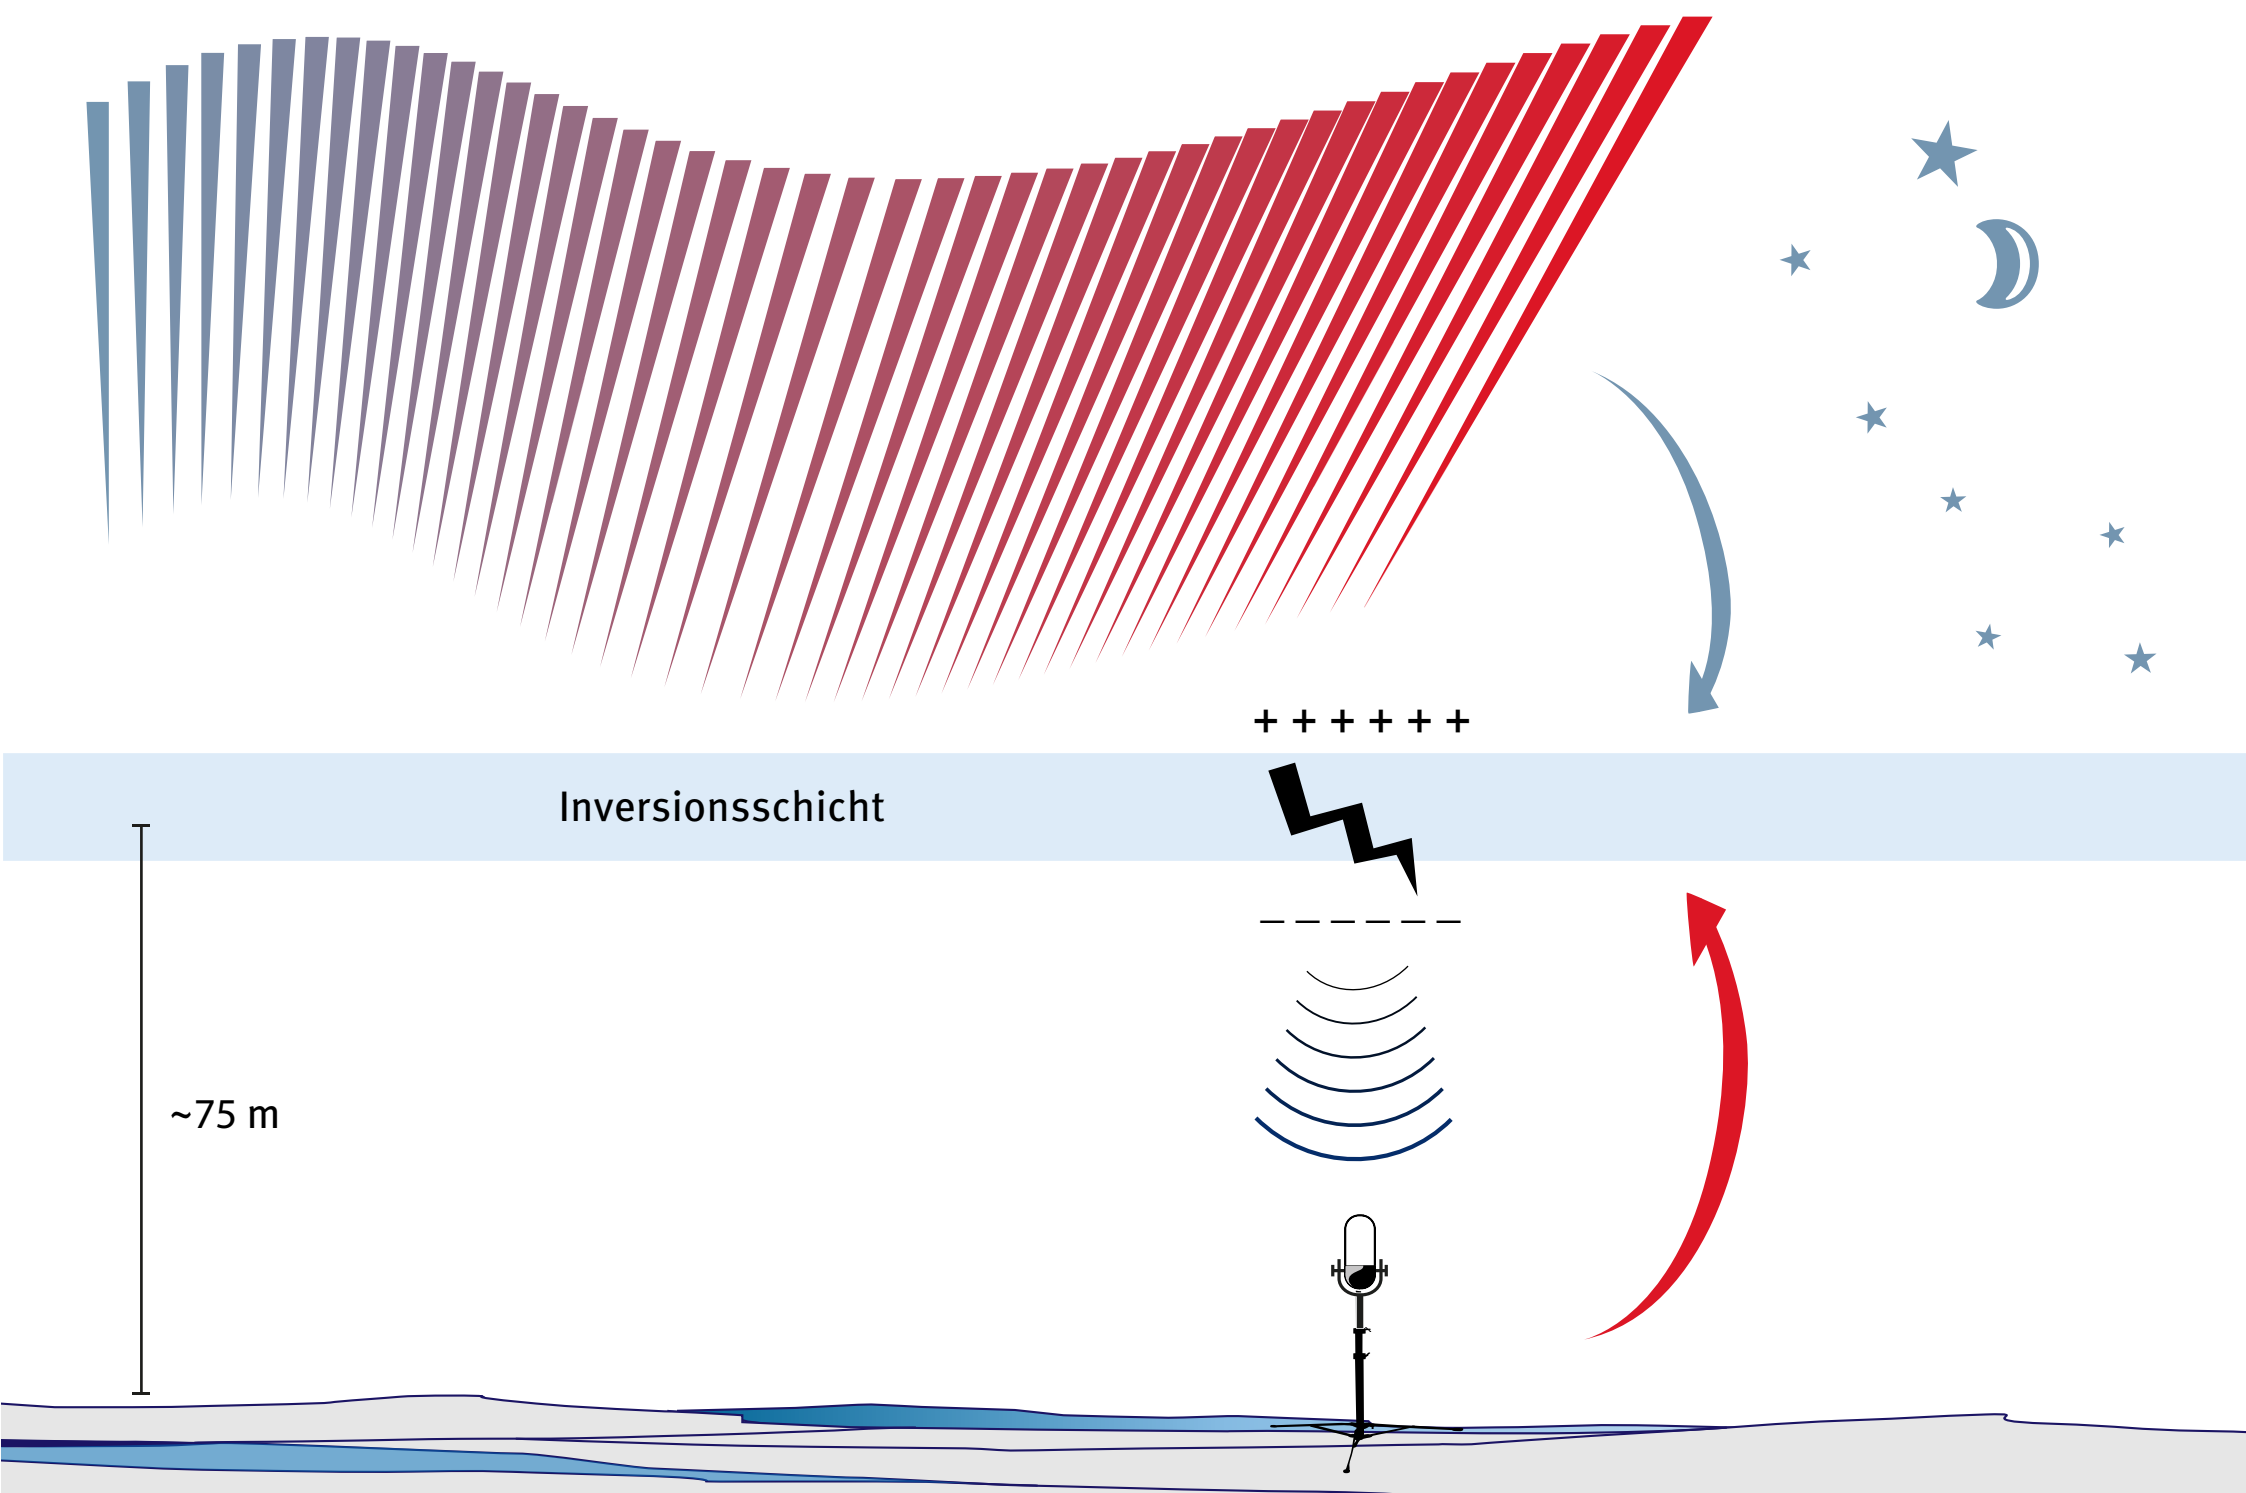 + + + + + +
Inversionsschicht
– – – – – –
~75 m